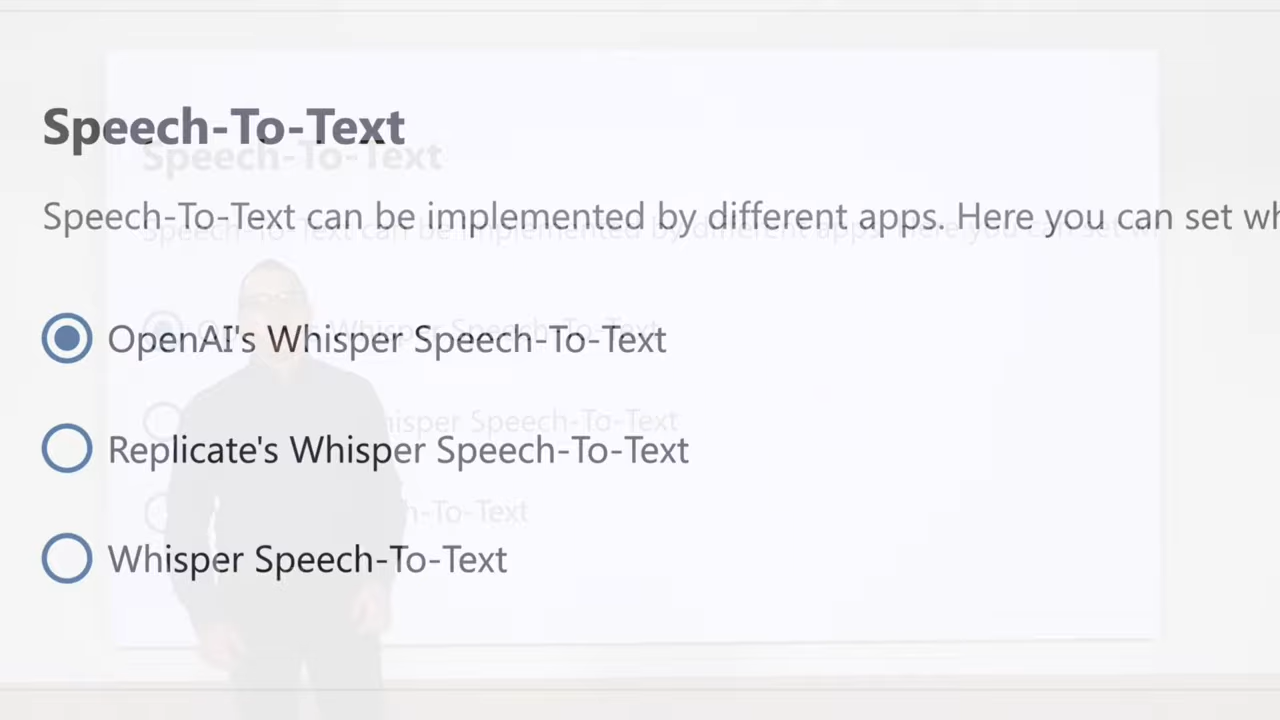 Speech-To-Text
Speech-To-Text can be implemented by different apps. Here you can set
OpenAI's Whisper Speech-To-Text
Replicate's Whisper Speech-To-Text
Whisper Speech-To-Text